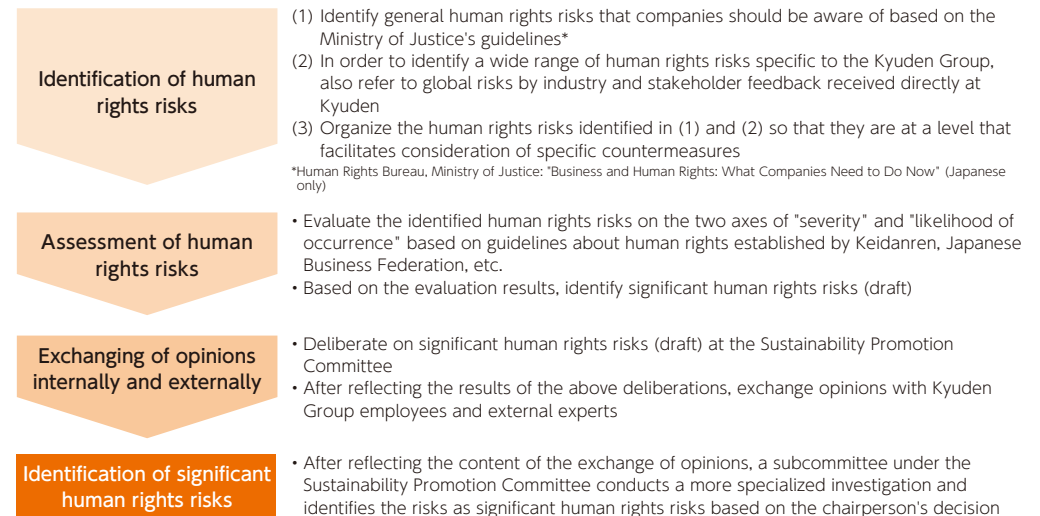 Identification of human
rights risks
(1) Identify general human rights risks that companies should be aware of based on the
Ministry of Justice's guidelines*
(2) In order to identify a wide range of human rights risks specific to the Kyuden Group,
also refer to global risks by industry and stakeholder feedback received directly at
Kyuden
(3) Organize the human rights risks identified in (1) and (2) so that they are at a level that
facilitates consideration of specific countermeasures
*Human Rights Bureau, Ministry of Justice: "Business and Human Rights: What Companies Need to Do Now" (Japanese
only)
Assessment of human
rights risks
• Evaluate the identified human rights risks on the two axes of "severity" and "likelihood of
occurrence" based on guidelines about human rights established by Keidanren, Japanese
Business Federation, etc.
• Based on the evaluation results, identify significant human rights risks (draft)
Exchanging of opinions
internally and externally
• Deliberate on significant human rights risks (draft) at the Sustainability Promotion
Committee
• After reflecting the results of the above deliberations, exchange opinions with Kyuden
Group employees and external experts
Identification of significant
human rights risks
• After reflecting the content of the exchange of opinions, a subcommittee under the
Sustainability Promotion Committee conducts a more specialized investigation and
identifies the risks as significant human rights risks based on the chairperson's decision